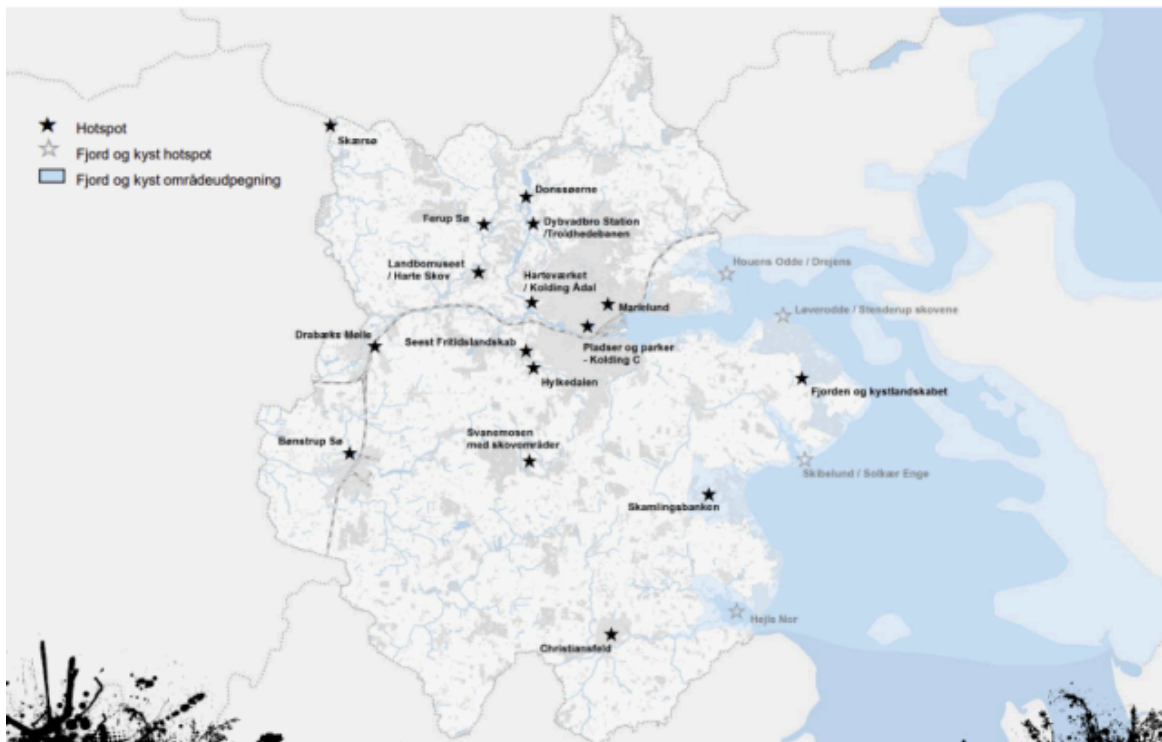 Hotspot
Fjord og kyst hotspot
Fjord og kyst områdeudpegning
Skærsø
Donssøerne
Ferup Sø
Dybvadbro Station
/Troldhedebanen
Landbomuseet
/ Harte Skov
Harteværket
/ Kolding Ådal
Houens Odde / Drejens
Marielund
Løverodde / Stenderup skovene
Drabæks Mølle
Seest Fritidslandskab
Pladser og parker
- Kolding C
Hylkedalen
Fjorden og kystlandskabet
Bønstrup Sø
Svanemosen
med skovområder
Skibelund / Solkær Enge
Skamlingsbanken
Hejls Nor
Christiansfeld